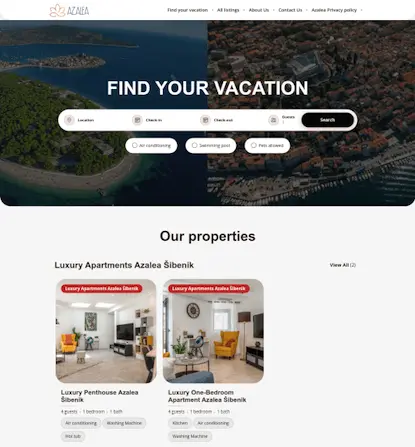 AZALEA
Find your vacation
All listings
About Us
Contact Us
Azalea Privacy policy
FIND YOUR VACATION
Location
Check-in
Check-out
Guests
1
Search
Air conditioning
Swimming pool
Pets allowed
Our properties
Luxury Apartments Azalea Šibenik
View All (2)
Luxury Apartments Azalea Šibenik
Luxury Apartments Azalea Šibenik
Luxury Penthouse Azalea
Šibenik
4 guests · 1 bedroom · 1 bath
Air conditioning
Washing Machine
Hot tub
Luxury One-Bedroom
Apartment Azalea Šibenik
4 guests · 1 bedroom · 1 bath
Kitchen
Air conditioning
Washing Machine